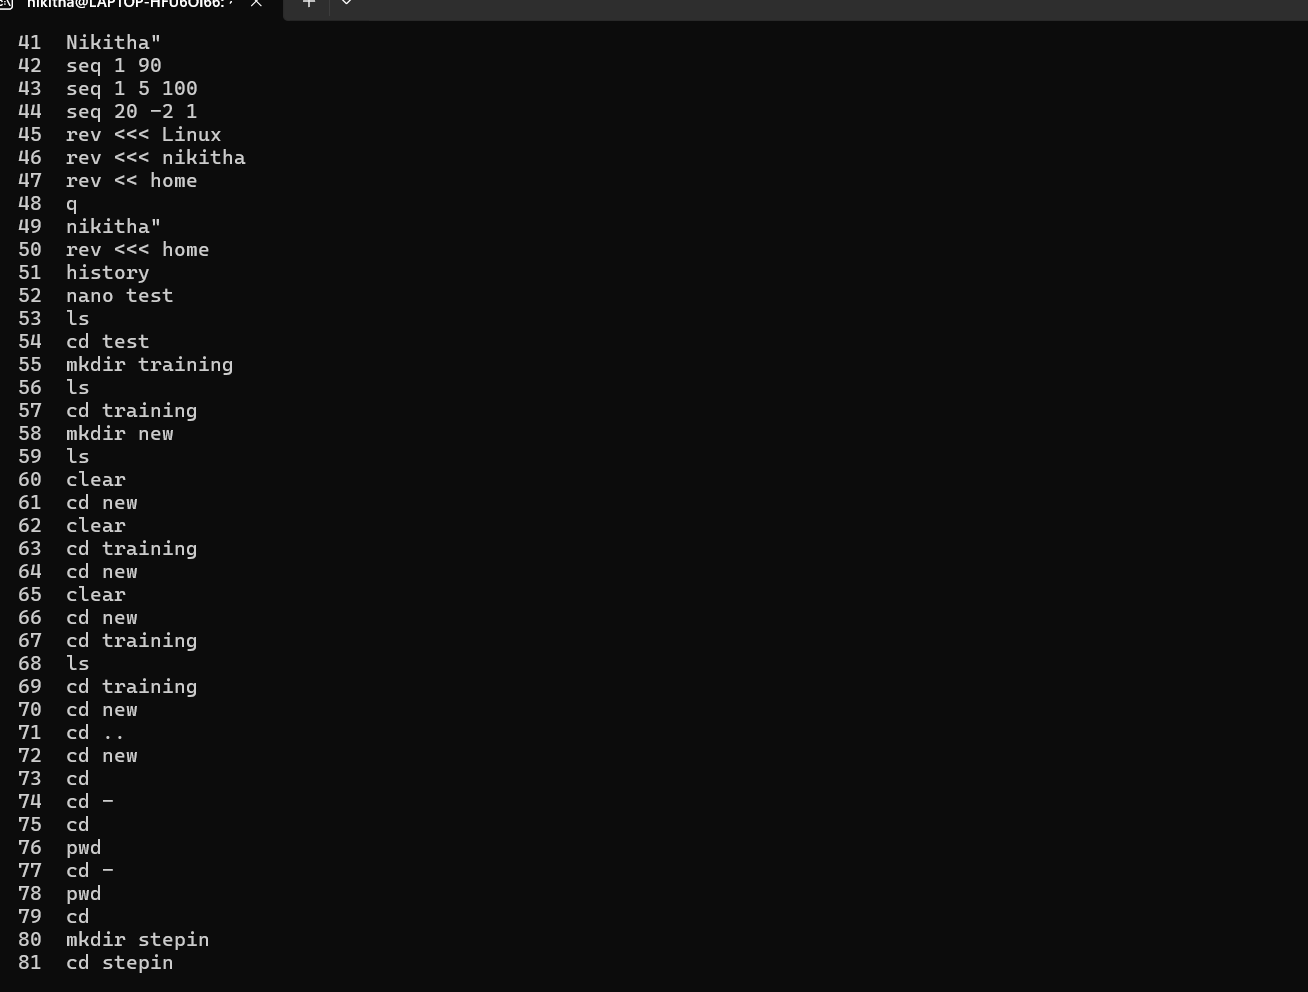 nikitha@LAPTOP-HFU6OI66: ~
41 Nikitha"
42 seq 1 90
43 seq 1 5 100
44 seq 20 -2 1
45 rev <<< Linux
46 rev <<< nikitha
47 rev << home
48 q
49 nikitha"
50 rev <<< home
51 history
52 nano test
53 ls
54 cd test
55 mkdir training
56 ls
57 cd training
58 mkdir new
59 ls
60 clear
61 cd new
62 clear
63 cd training
64 cd new
65 clear
66 cd new
67 cd training
68 ls
69 cd training
70 cd new
71 cd ..
72 cd new
73 cd
74 cd -
75 cd
76 pwd
77 cd -
78 pwd
79 cd
80 mkdir stepin
81 cd stepin